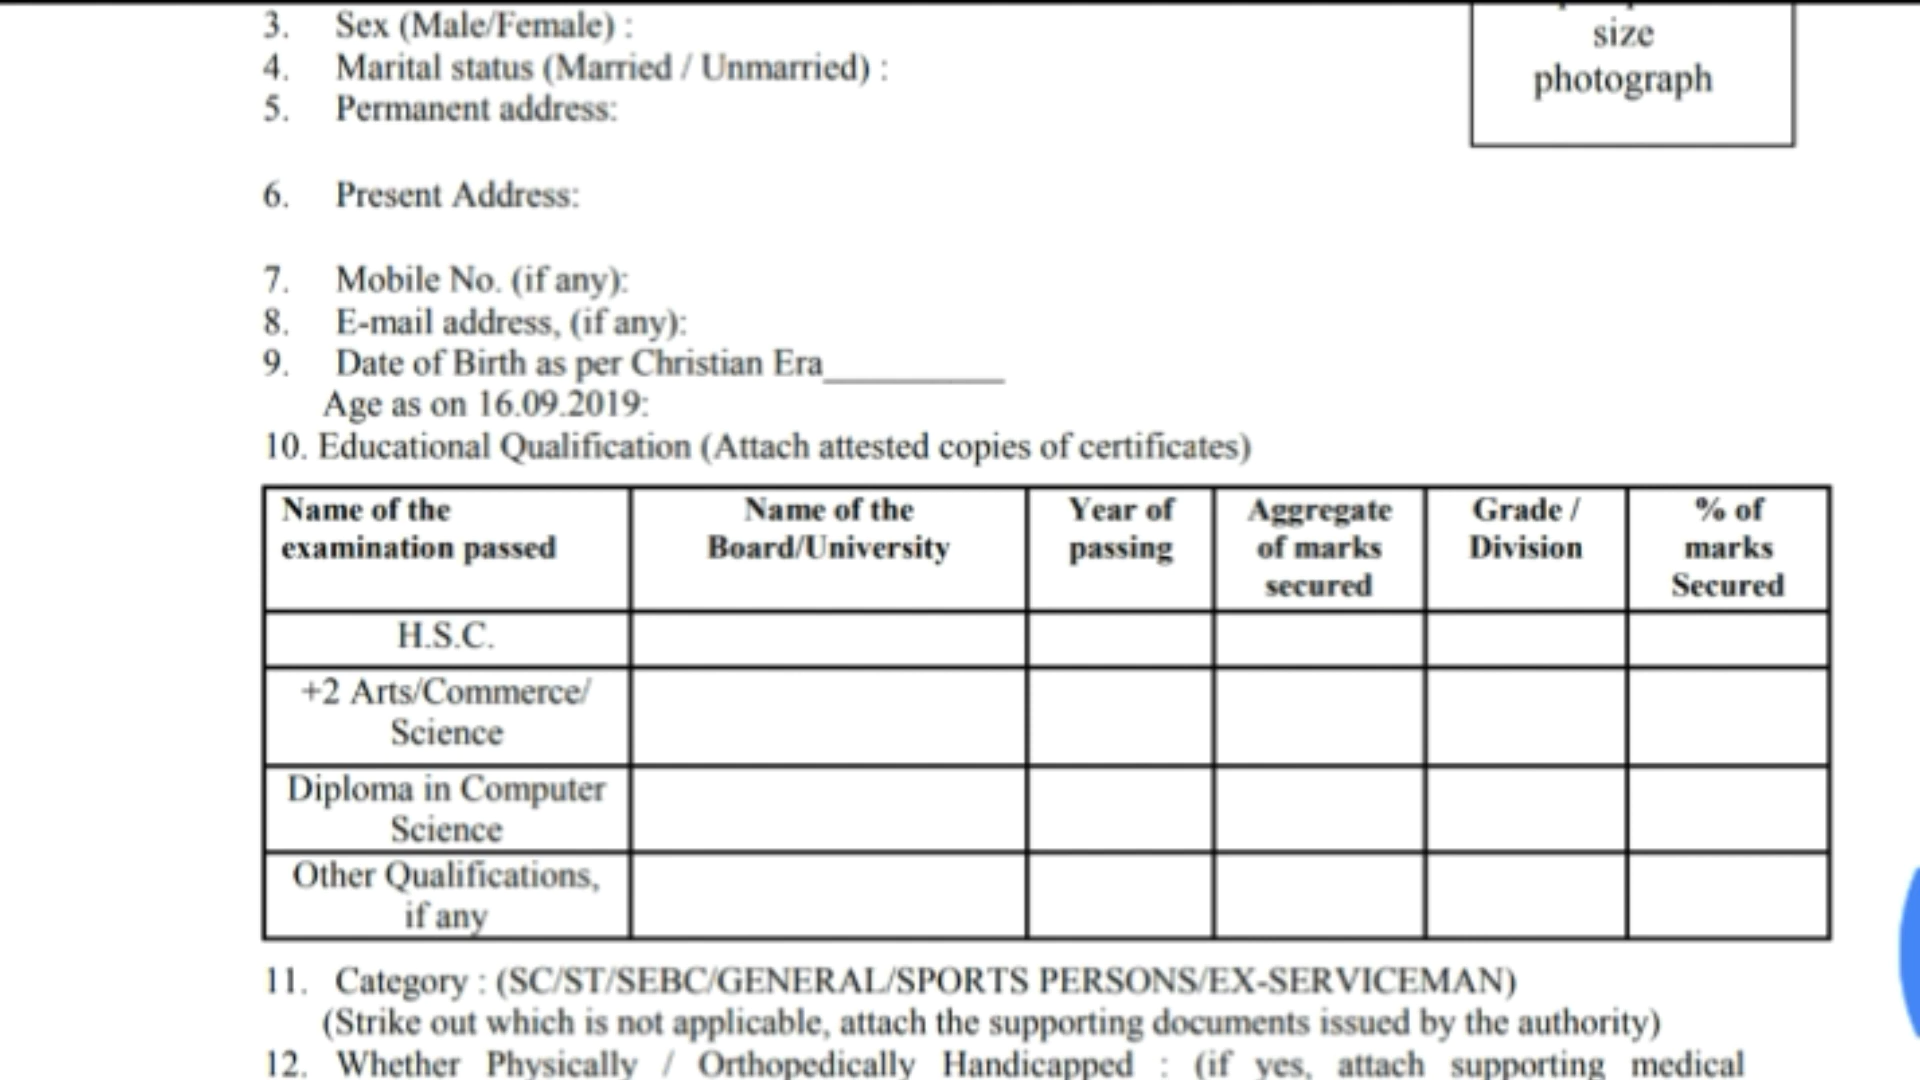 3. Sex (Male/Female) :
4. Marital status (Married / Unmarried) :
5. Permanent address:
size
photograph
6. Present Address:
7. Mobile No. (if any):
8. E-mail address, (if any):
9. Date of Birth as per Christian Era__________
Age as on 16.09.2019:
10. Educational Qualification (Attach attested copies of certificates)
Name of the examination passed | Name of the Board/University | Year of passing | Aggregate of marks secured | Grade / Division | % of marks Secured
H.S.C.
+2 Arts/Commerce/
Science
Diploma in Computer
Science
Other Qualifications,
if any
11. Category : (SC/ST/SEBC/GENERAL/SPORTS PERSONS/EX-SERVICEMAN)
(Strike out which is not applicable, attach the supporting documents issued by the authority)
12. Whether Physically / Orthopedically Handicapped : (if yes, attach supporting medical